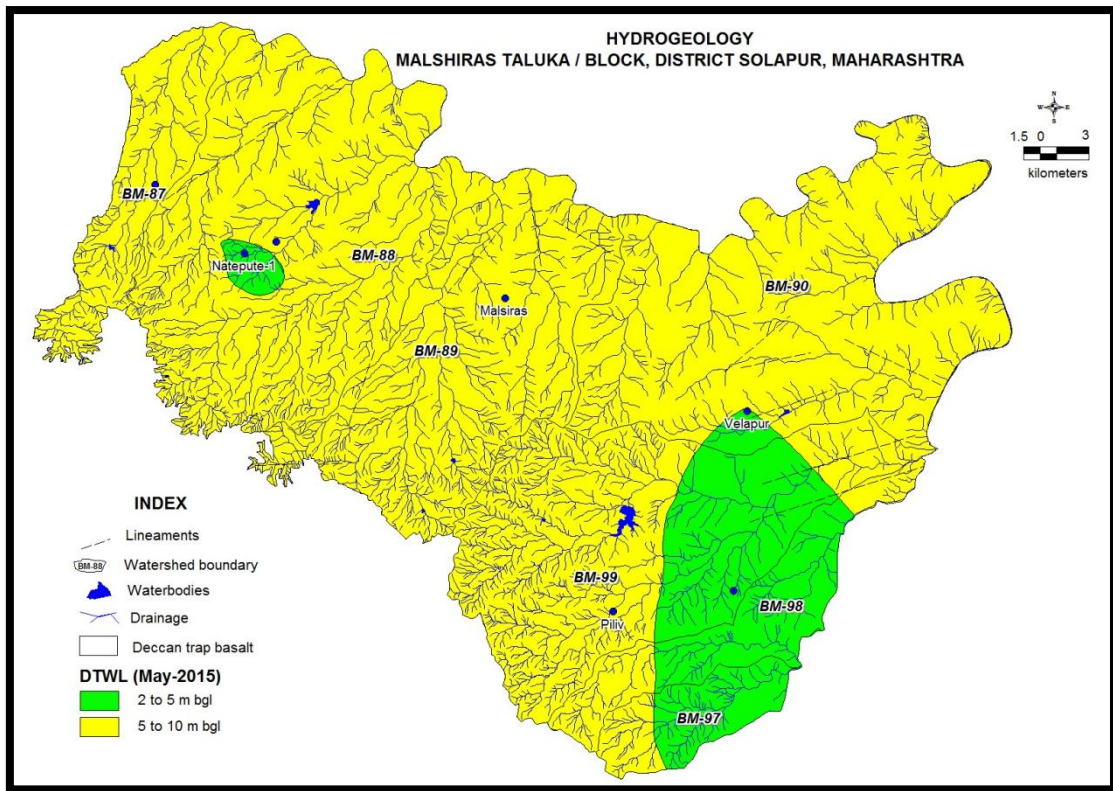 HYDROGEOLOGY
MALSHIRAS TALUKA / BLOCK, DISTRICT SOLAPUR, MAHARASHTRA
N
W E
S
1.5 0 3
kilometers
BM-87
Natepute-1
BM-88
BM-90
Malsiras
BM-89
Velapur
BM-99
BM-98
Piliv
BM-97
INDEX
Lineaments
BM-88 Watershed boundary
Waterbodies
Drainage
Deccan trap basalt
DTWL (May-2015)
2 to 5 m bgl
5 to 10 m bgl